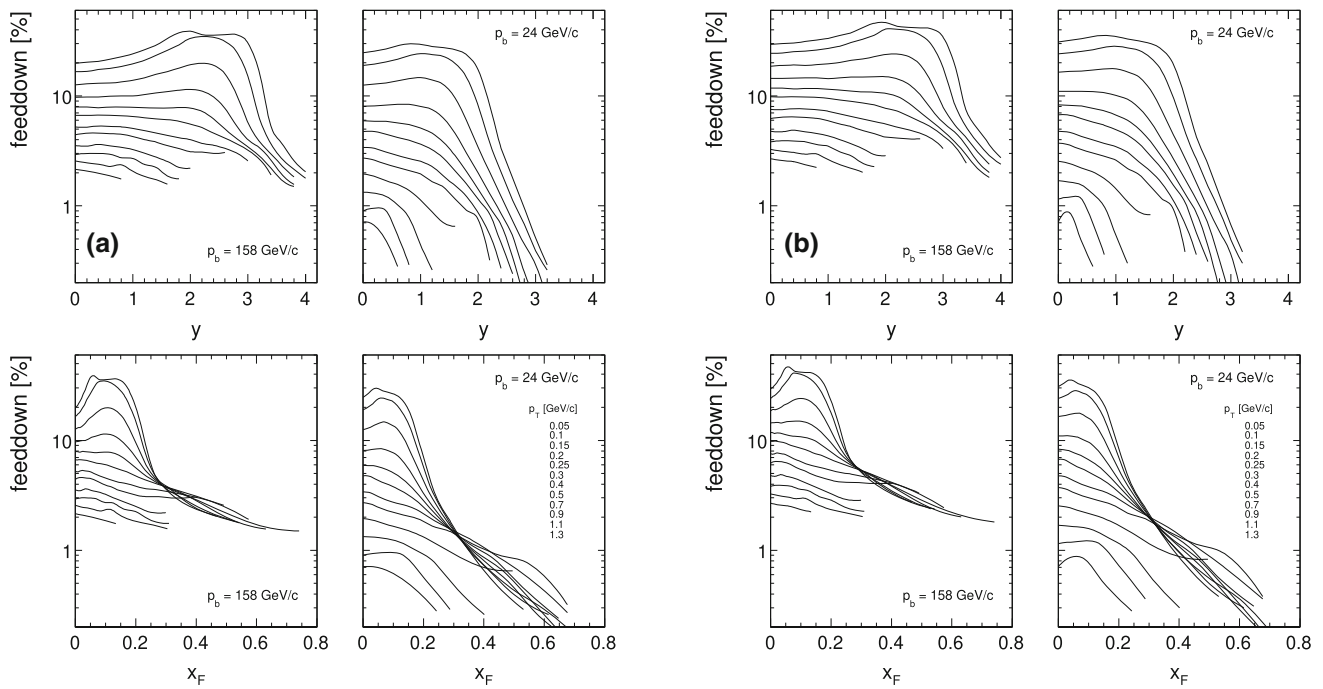 feeddown [%]
10
1
(a)
p_b = 158 GeV/c
0 1 2 3 4
y
p_b = 24 GeV/c
0 1 2 3 4
y
feeddown [%]
10
1
(b)
p_b = 158 GeV/c
0 1 2 3 4
y
p_b = 24 GeV/c
0 1 2 3 4
y
feeddown [%]
10
1
p_b = 158 GeV/c
0 0.2 0.4 0.6 0.8
x_F
p_b = 24 GeV/c
p_T [GeV/c]
0.05
0.1
0.15
0.2
0.25
0.3
0.4
0.5
0.7
0.9
1.1
1.3
0 0.2 0.4 0.6 0.8
x_F
feeddown [%]
10
1
p_b = 158 GeV/c
0 0.2 0.4 0.6 0.8
x_F
p_b = 24 GeV/c
p_T [GeV/c]
0.05
0.1
0.15
0.2
0.25
0.3
0.4
0.5
0.7
0.9
1.1
1.3
0 0.2 0.4 0.6 0.8
x_F